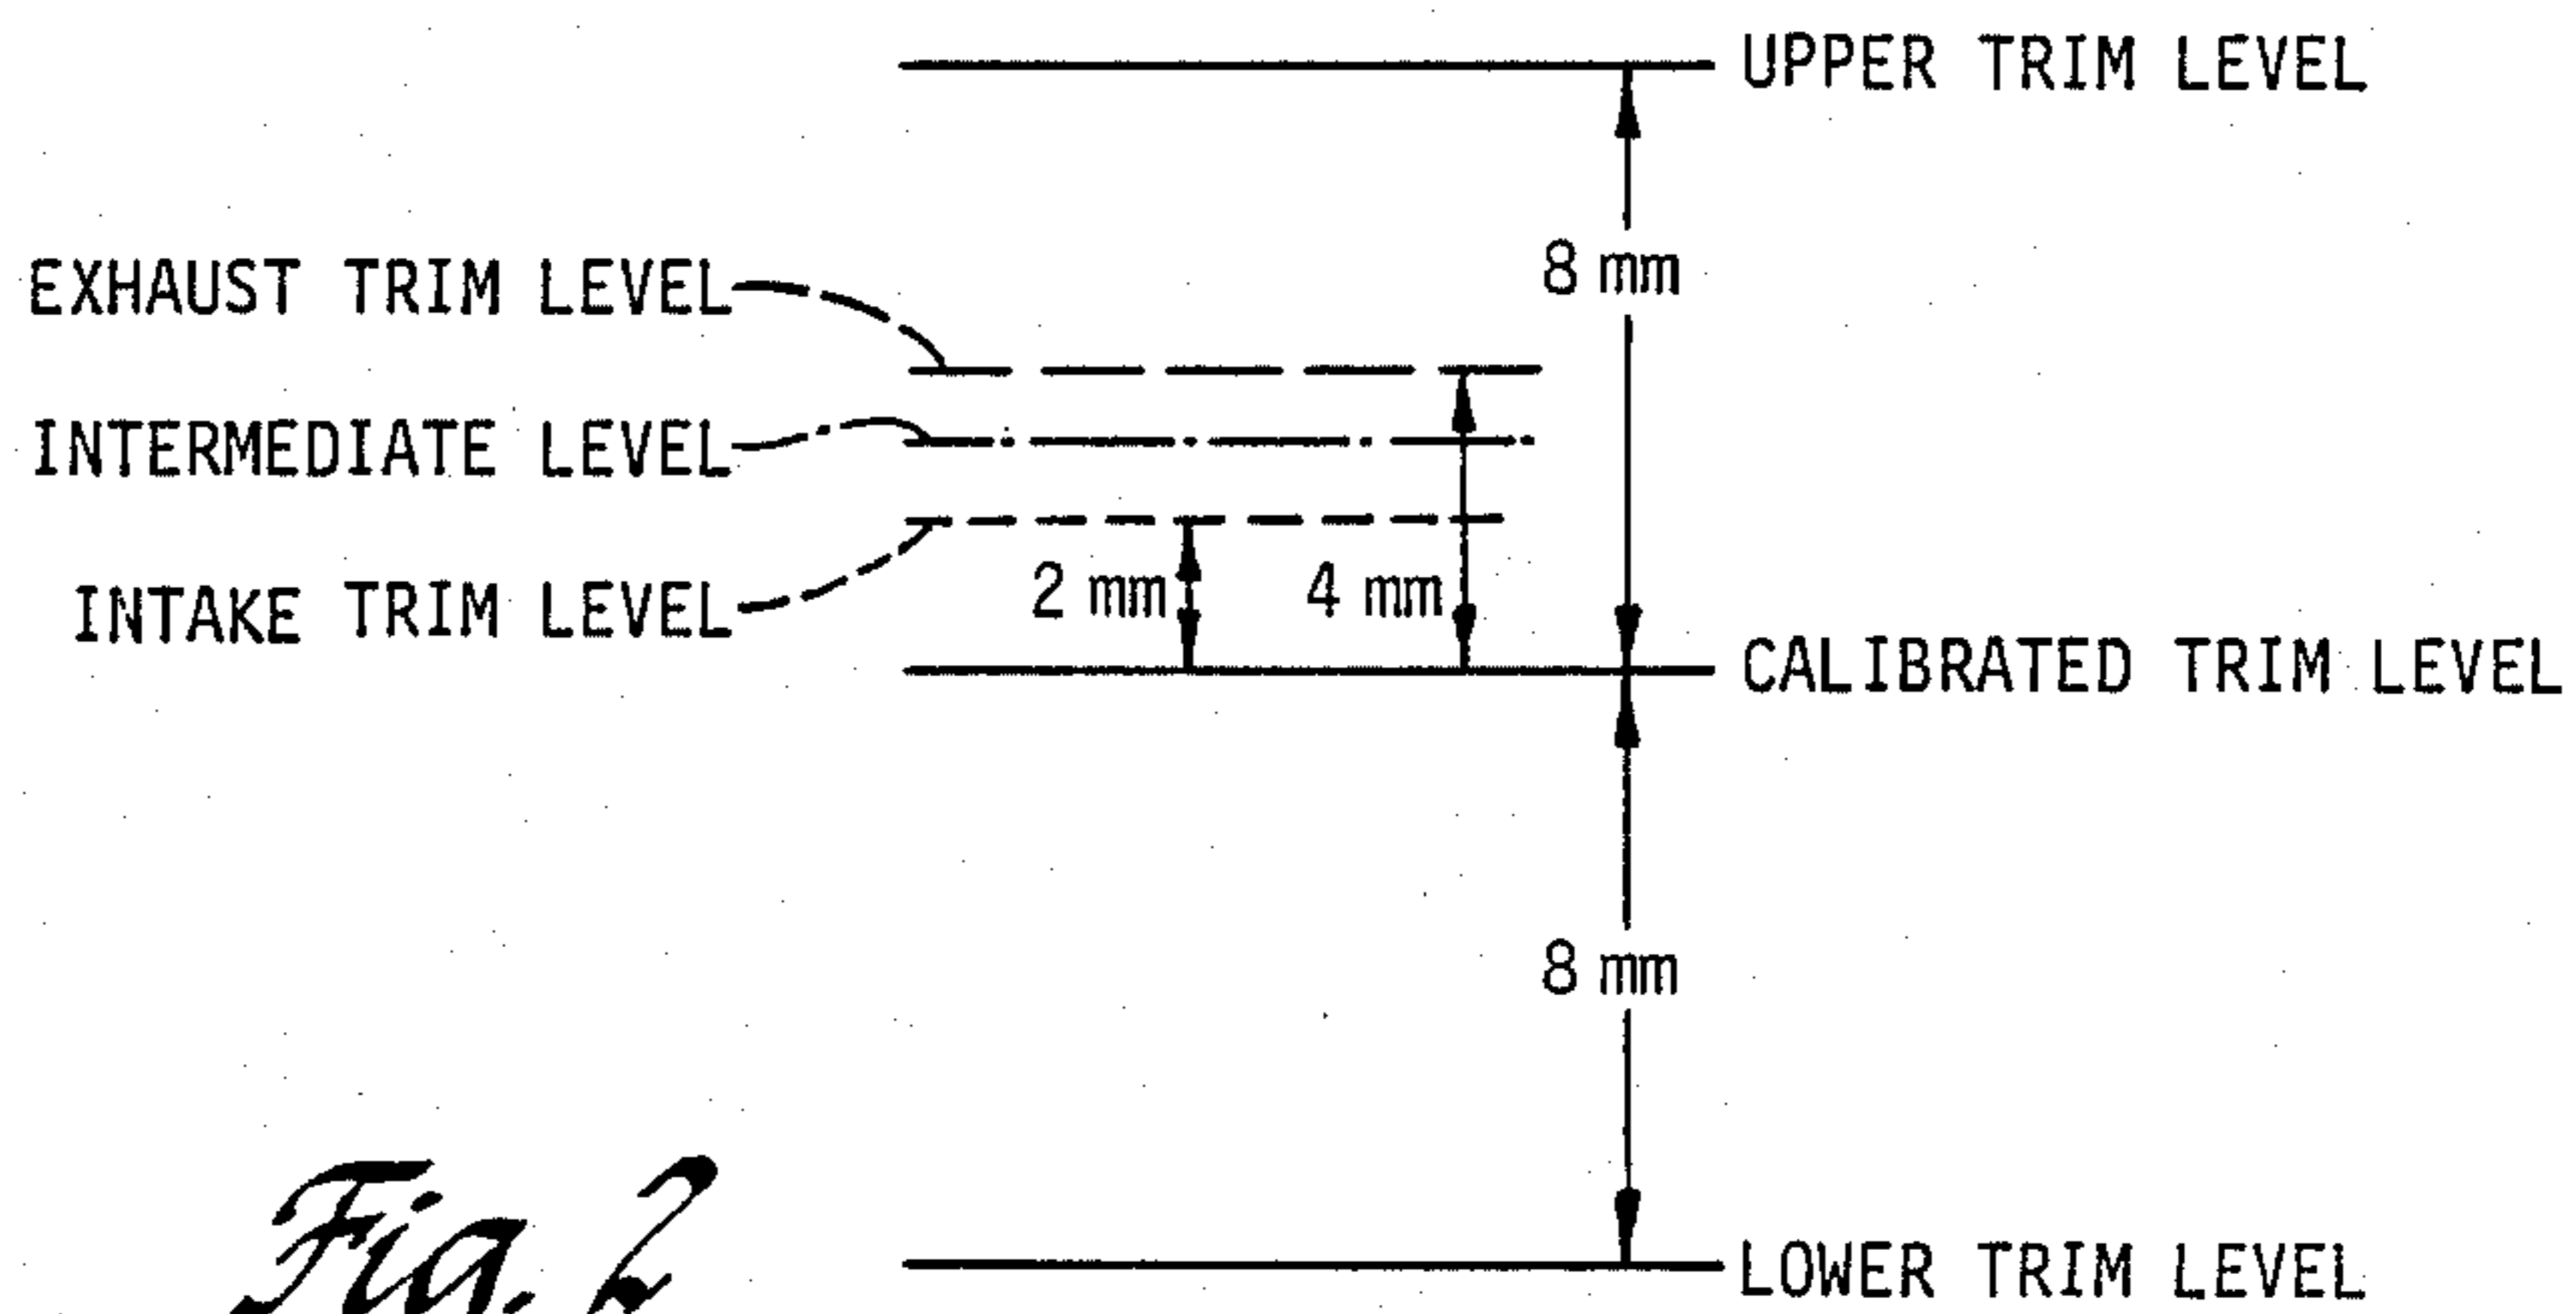 UPPER TRIM LEVEL
8 mm
EXHAUST TRIM LEVEL
INTERMEDIATE LEVEL
2 mm
4 mm
INTAKE TRIM LEVEL
CALIBRATED TRIM LEVEL
8 mm
Fig. 2
LOWER TRIM LEVEL